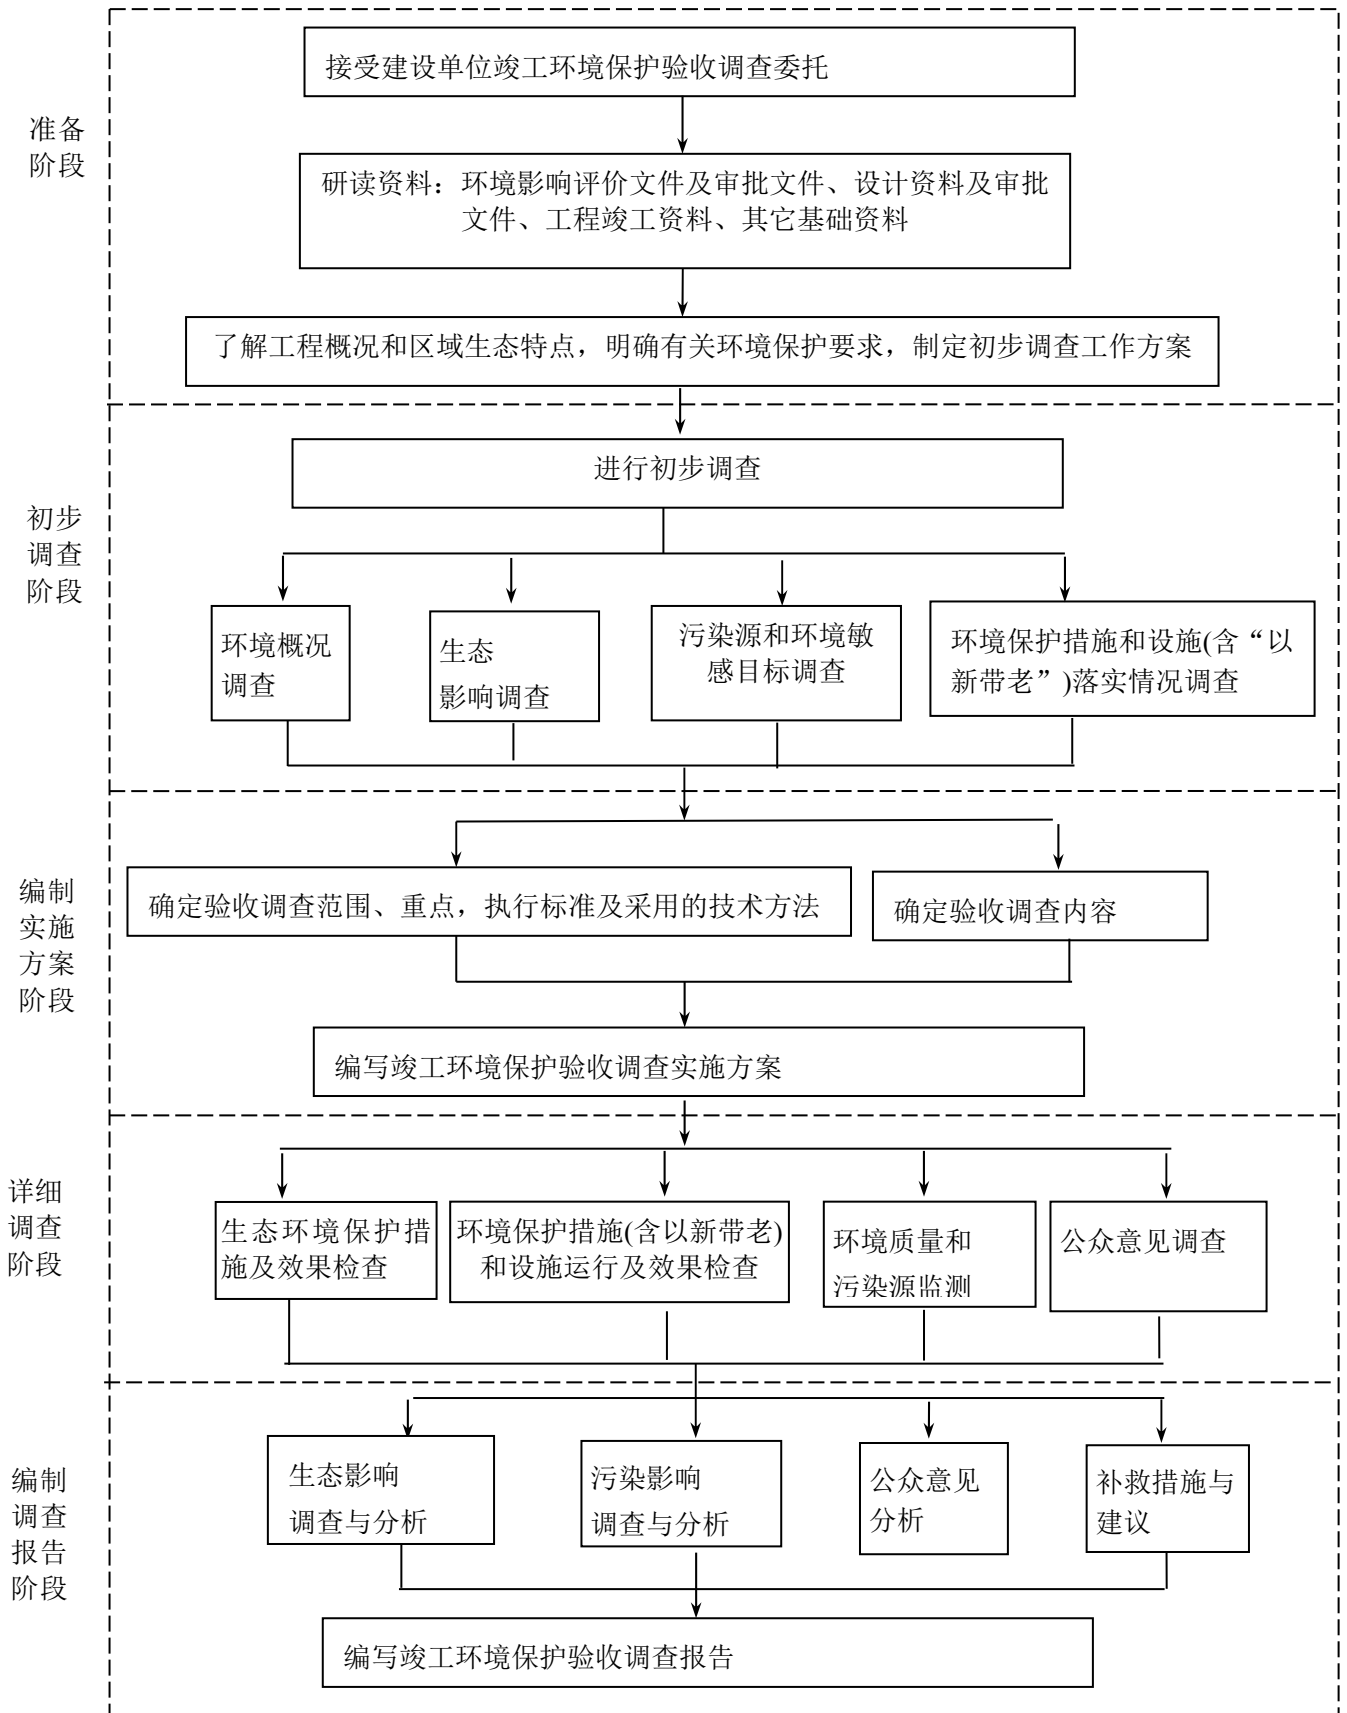 准备
阶段
接受建设单位竣工环境保护验收调查委托
研读资料：环境影响评价文件及审批文件、设计资料及审批
文件、工程竣工资料、其它基础资料
了解工程概况和区域生态特点，明确有关环境保护要求，制定初步调查工作方案
初步
调查
阶段
进行初步调查
环境概况
调查
生态
影响调查
污染源和环境敏
感目标调查
环境保护措施和设施(含“以
新带老”)落实情况调查
编制
实施
方案
阶段
确定验收调查范围、重点，执行标准及采用的技术方法
确定验收调查内容
编写竣工环境保护验收调查实施方案
详细
调查
阶段
生态环境保护措
施及效果检查
环境保护措施(含以新带老)
和设施运行及效果检查
环境质量和
污染源监测
公众意见调查
编制
调查
报告
阶段
生态影响
调查与分析
污染影响
调查与分析
公众意见
分析
补救措施与
建议
编写竣工环境保护验收调查报告